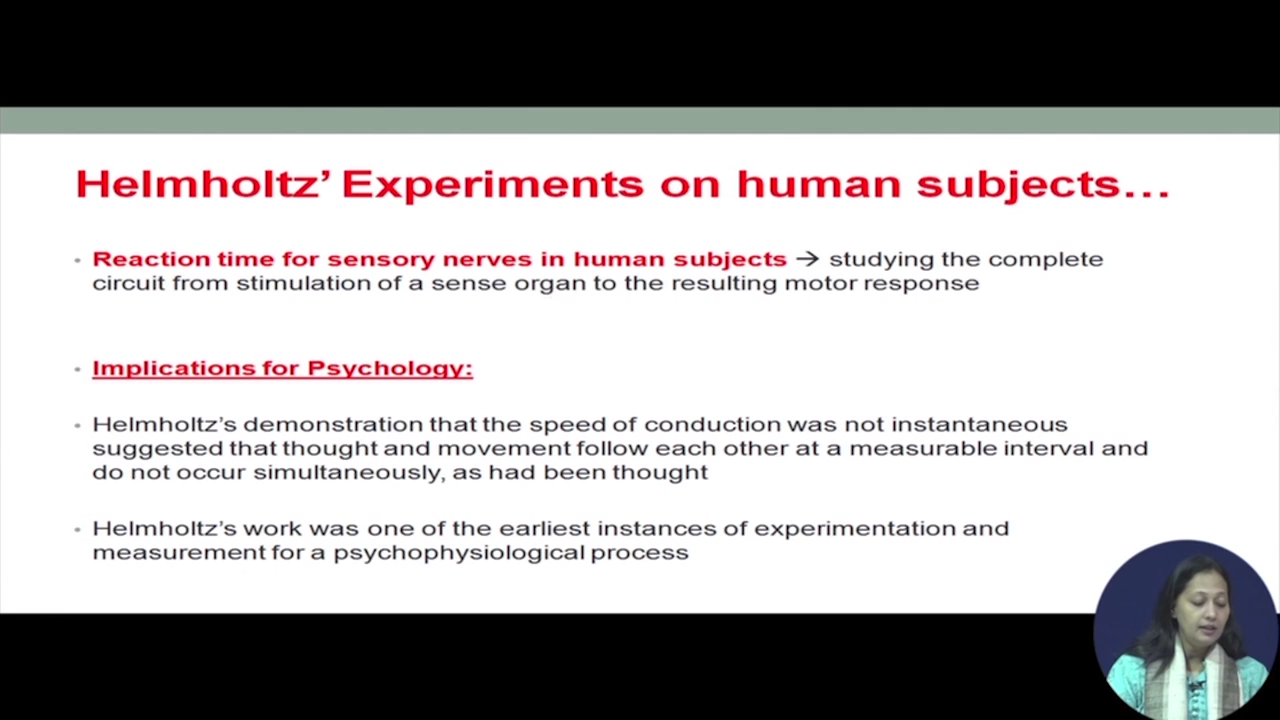 Helmholtz’ Experiments on human subjects…
• Reaction time for sensory nerves in human subjects → studying the complete
circuit from stimulation of a sense organ to the resulting motor response
• Implications for Psychology:
• Helmholtz’s demonstration that the speed of conduction was not instantaneous
suggested that thought and movement follow each other at a measurable interval and
do not occur simultaneously, as had been thought
• Helmholtz’s work was one of the earliest instances of experimentation and
measurement for a psychophysiological process